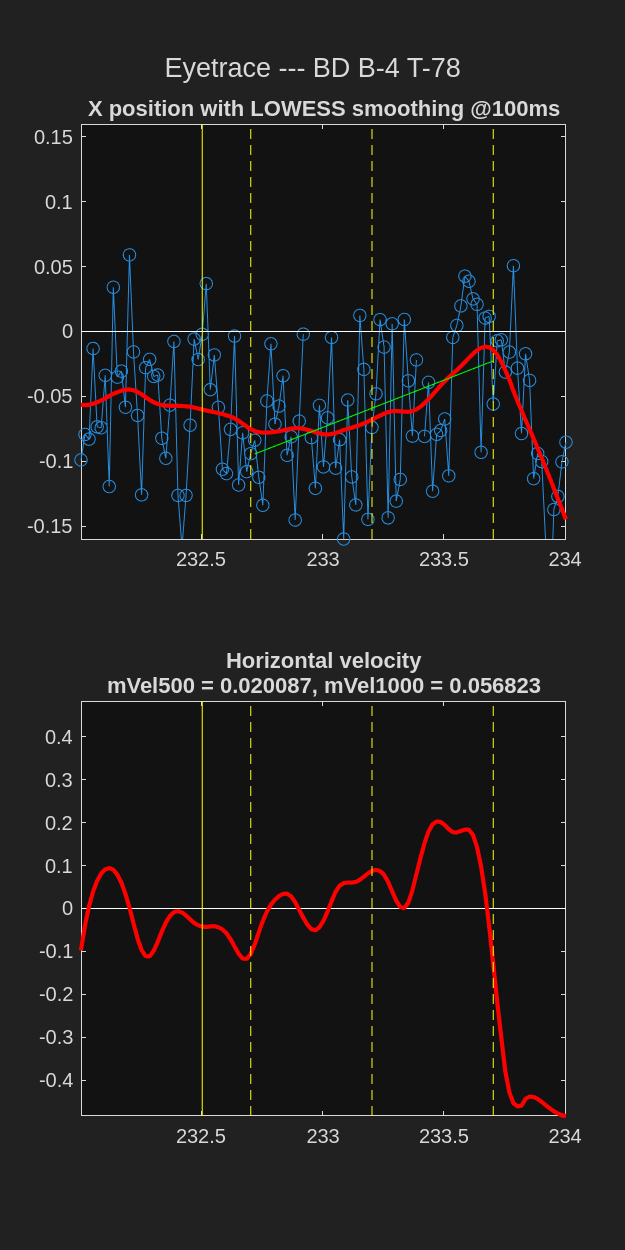 Eyetrace --- BD B-4 T-78
X position with LOWESS smoothing @100ms
0.15
0.1
0.05
0
-0.05
-0.1
-0.15
232.5 233 233.5 234
Horizontal velocity
mVel500 = 0.020087, mVel1000 = 0.056823
0.4
0.3
0.2
0.1
0
-0.1
-0.2
-0.3
-0.4
232.5 233 233.5 234